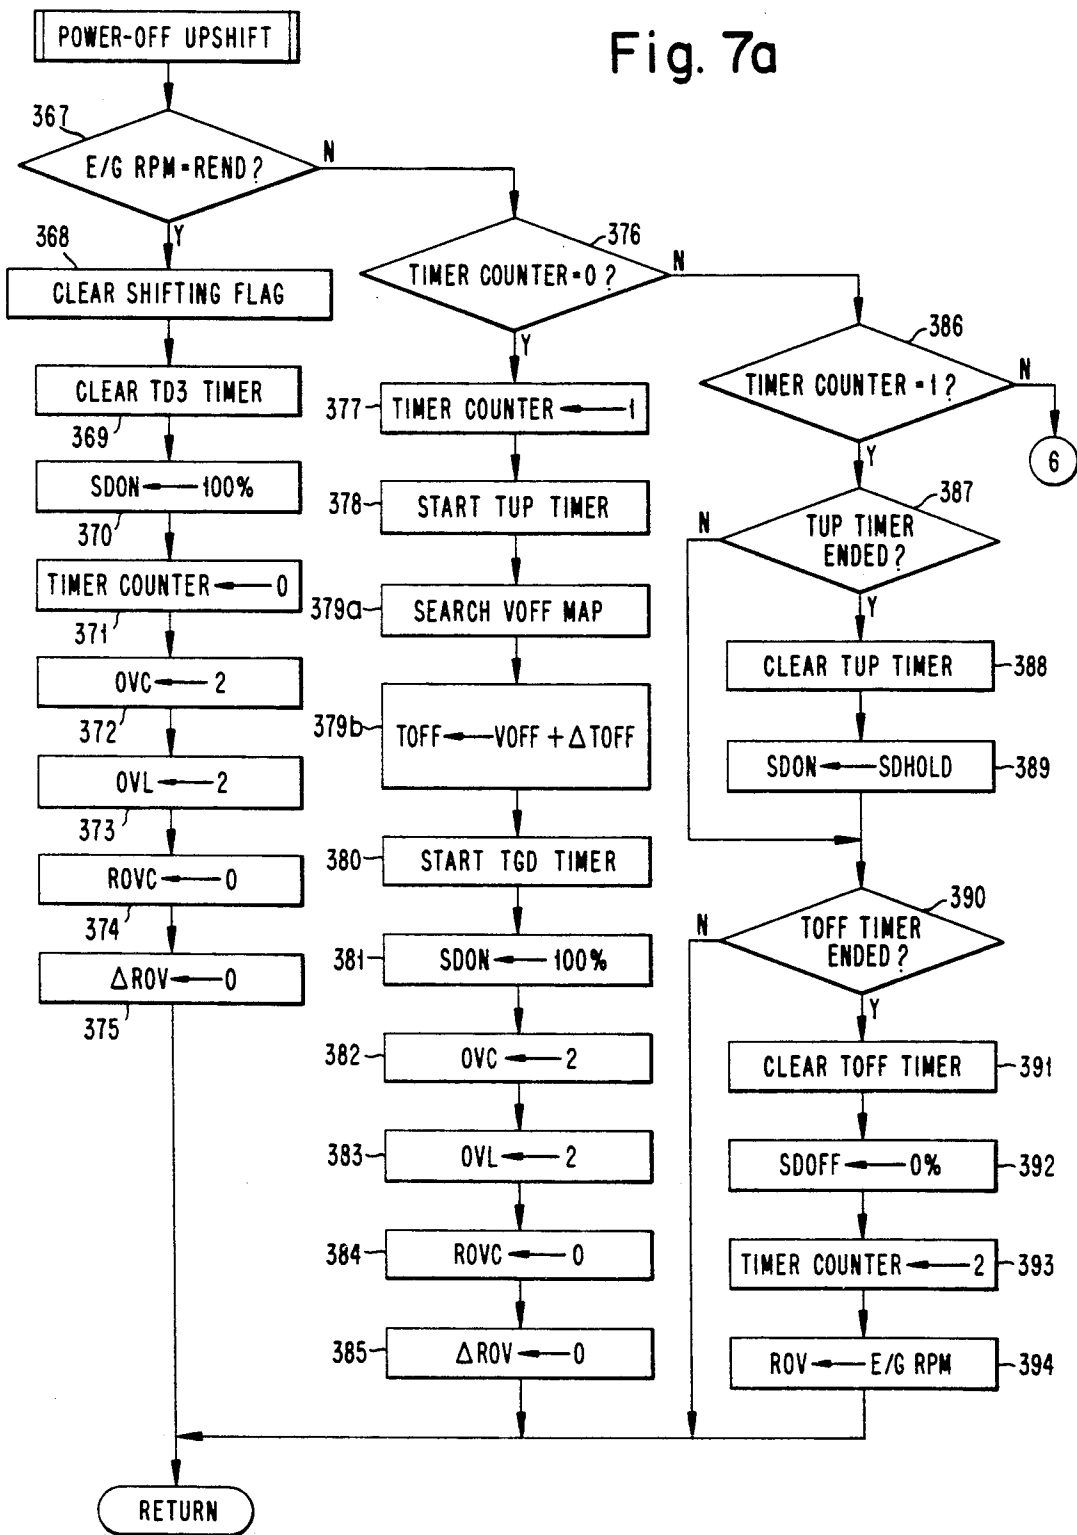 Fig. 7a
POWER-OFF UPSHIFT
367
E/G RPM=REND?
N
Y
368
CLEAR SHIFTING FLAG
CLEAR TD3 TIMER
369
SDON ← 100%
370
TIMER COUNTER ← 0
371
OVC ← 2
372
OVL ← 2
373
ROVC ← 0
374
ΔROV ← 0
375
RETURN
376
TIMER COUNTER=0?
N
Y
377
TIMER COUNTER ← 1
378
START TUP TIMER
379a
SEARCH VOFF MAP
379b
TOFF ← VOFF + ΔTOFF
380
START TGD TIMER
381
SDON ← 100%
382
OVC ← 2
383
OVL ← 2
384
ROVC ← 0
385
ΔROV ← 0
386
TIMER COUNTER =1?
N
6
Y
387
N
TUP TIMER
ENDED?
Y
CLEAR TUP TIMER
388
SDON ← SDHOLD
389
390
N
TOFF TIMER
ENDED?
Y
CLEAR TOFF TIMER
391
SDOFF ← 0%
392
TIMER COUNTER ← 2
393
ROV ← E/G RPM
394